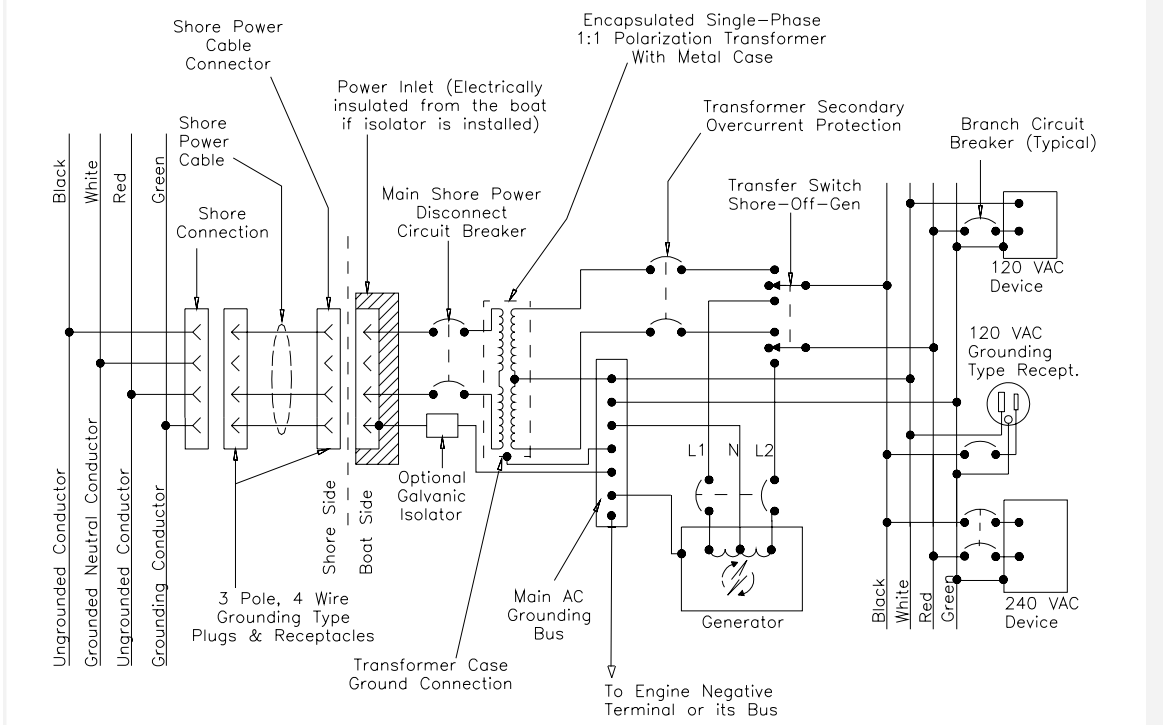 Shore Power
Cable
Connector
Encapsulated Single-Phase
1:1 Polarization Transformer
With Metal Case
Power Inlet (Electrically
insulated from the boat
if isolator is installed)
Transformer Secondary
Overcurrent Protection
Branch Circuit
Breaker (Typical)
Shore
Power
Cable
Black
White
Red
Green
Shore
Connection
Main Shore Power
Disconnect
Circuit Breaker
Transfer Switch
Shore-Off-Gen
120 VAC
Device
120 VAC
Grounding
Type Recept.
L1
N
L2
Optional
Galvanic
Isolator
Shore Side
Boat Side
Ungrounded Conductor
Grounded Neutral Conductor
Ungrounded Conductor
Grounding Conductor
3 Pole, 4 Wire
Grounding Type
Plugs & Receptacles
Main AC
Grounding
Bus
Generator
Black
White
Red
Green
240 VAC
Device
Transformer Case
Ground Connection
To Engine Negative
Terminal or its Bus